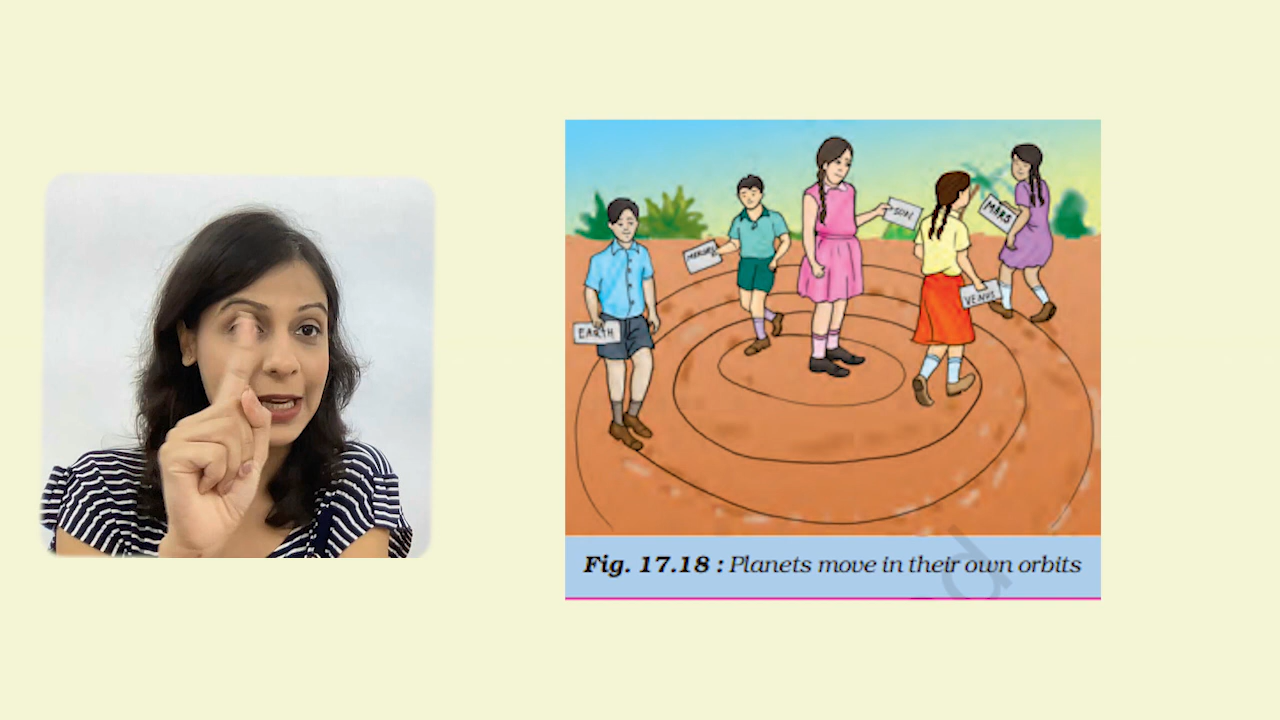 EARTH
MERCURY
SUN
VENUS
MARS
Fig. 17.18 : Planets move in their own orbits